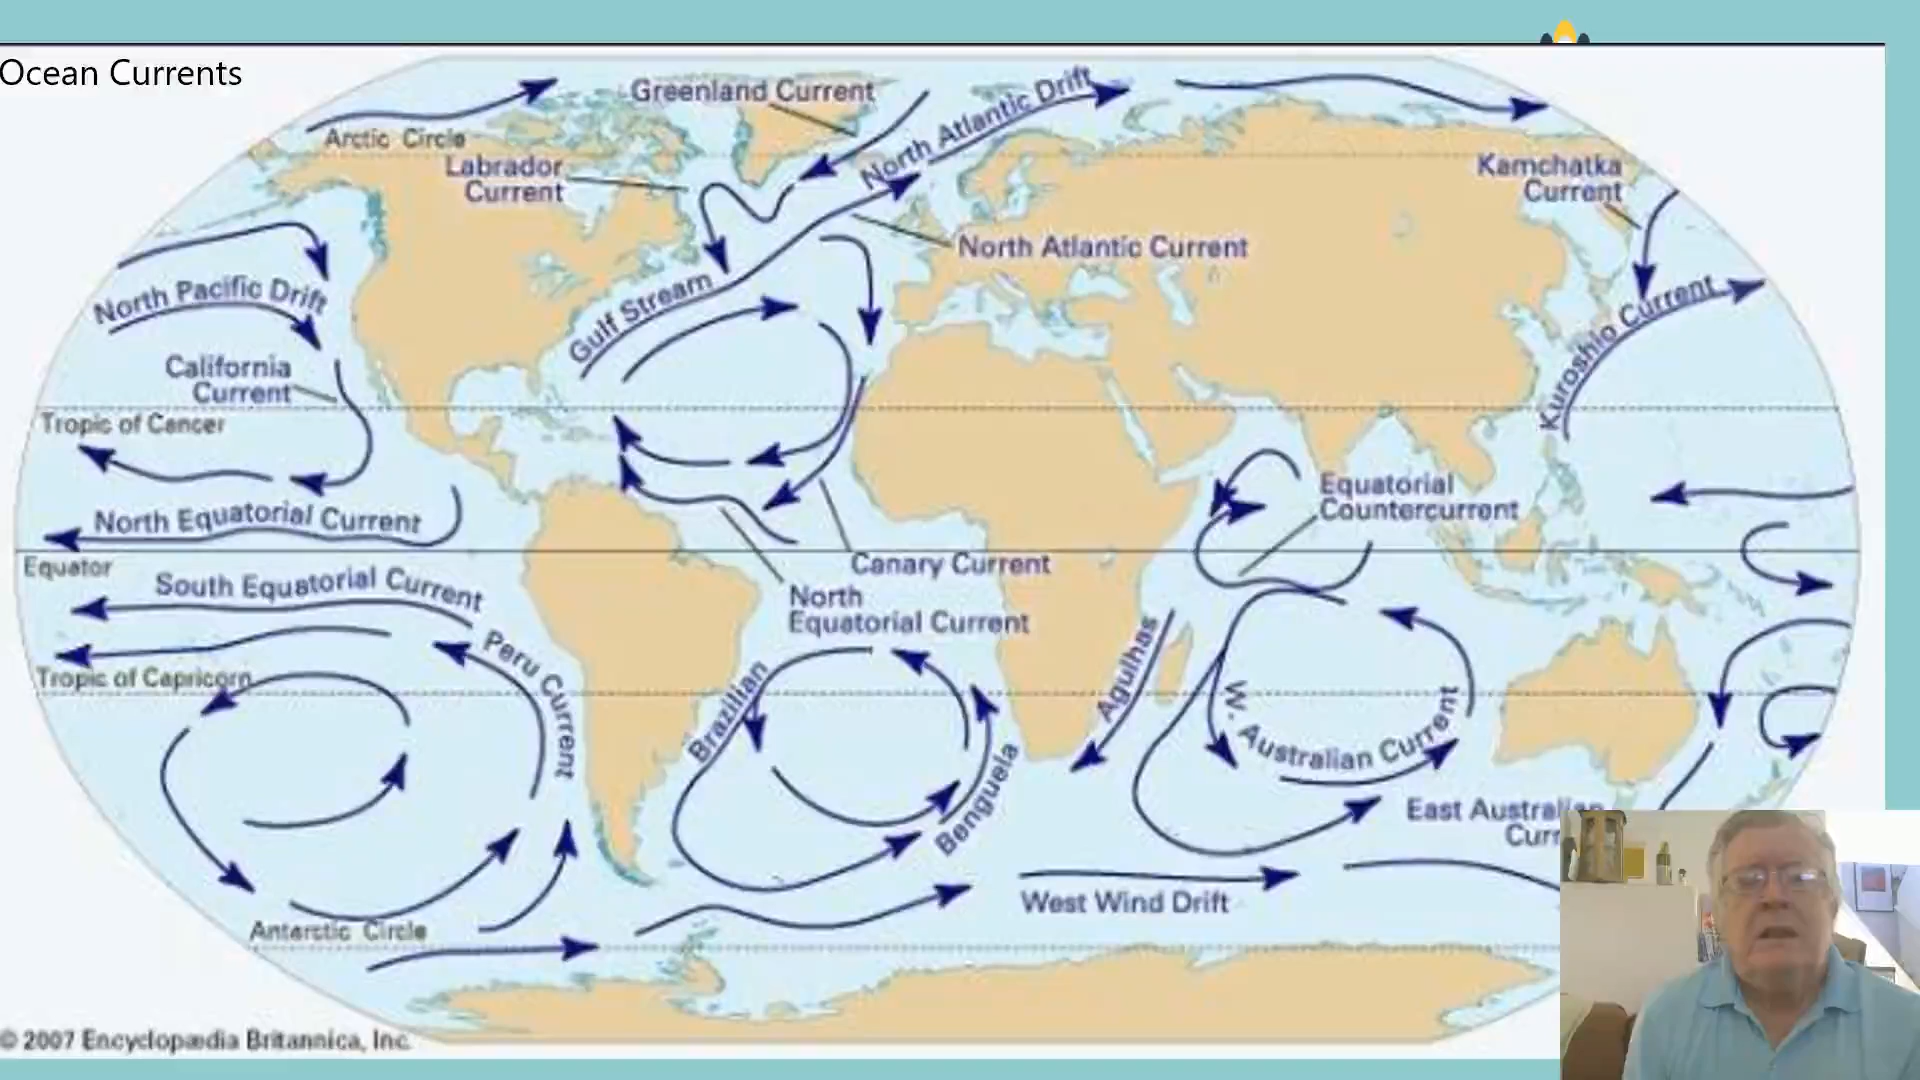 Ocean Currents
Greenland Current
North Atlantic Drift
Arctic Circle
Labrador
Current
Kamchatka
Current
North Atlantic Current
North Pacific Drift
Gulf Stream
Kuroshio Current
California
Current
Tropic of Cancer
Equatorial
Countercurrent
North Equatorial Current
Equator
Canary Current
South Equatorial Current
North
Equatorial Current
Peru Current
Tropic of Capricorn
Brazilian
Agulhas
W. Australian Current
Benguela
East Australian
Curr
West Wind Drift
Antarctic Circle
© 2007 Encyclopædia Britannica, Inc.